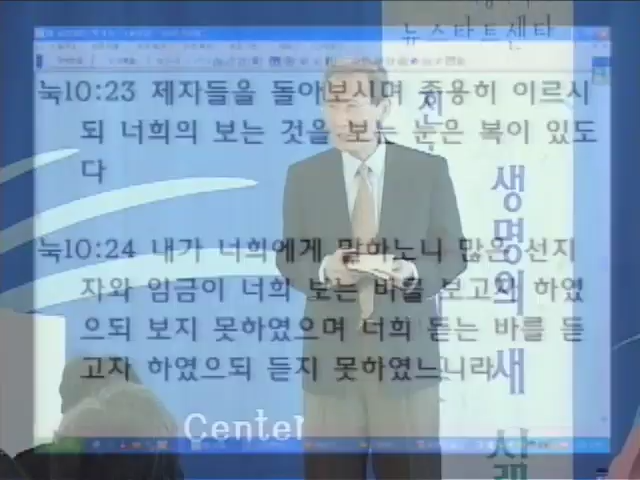 뉴스타트센타
눅10:23 제자들을 돌아보시며 조용히 이르시
되 너희의 보는 것을 보는 눈은 복이 있도
다
눅10:24 내가 너희에게 말하노니 많은 선지
자와 임금이 너희 보는 바를 보고자 하였
으되 보지 못하였으며 너희 듣는 바를 듣
고자 하였으되 듣지 못하였느니라
생명의 새
Center